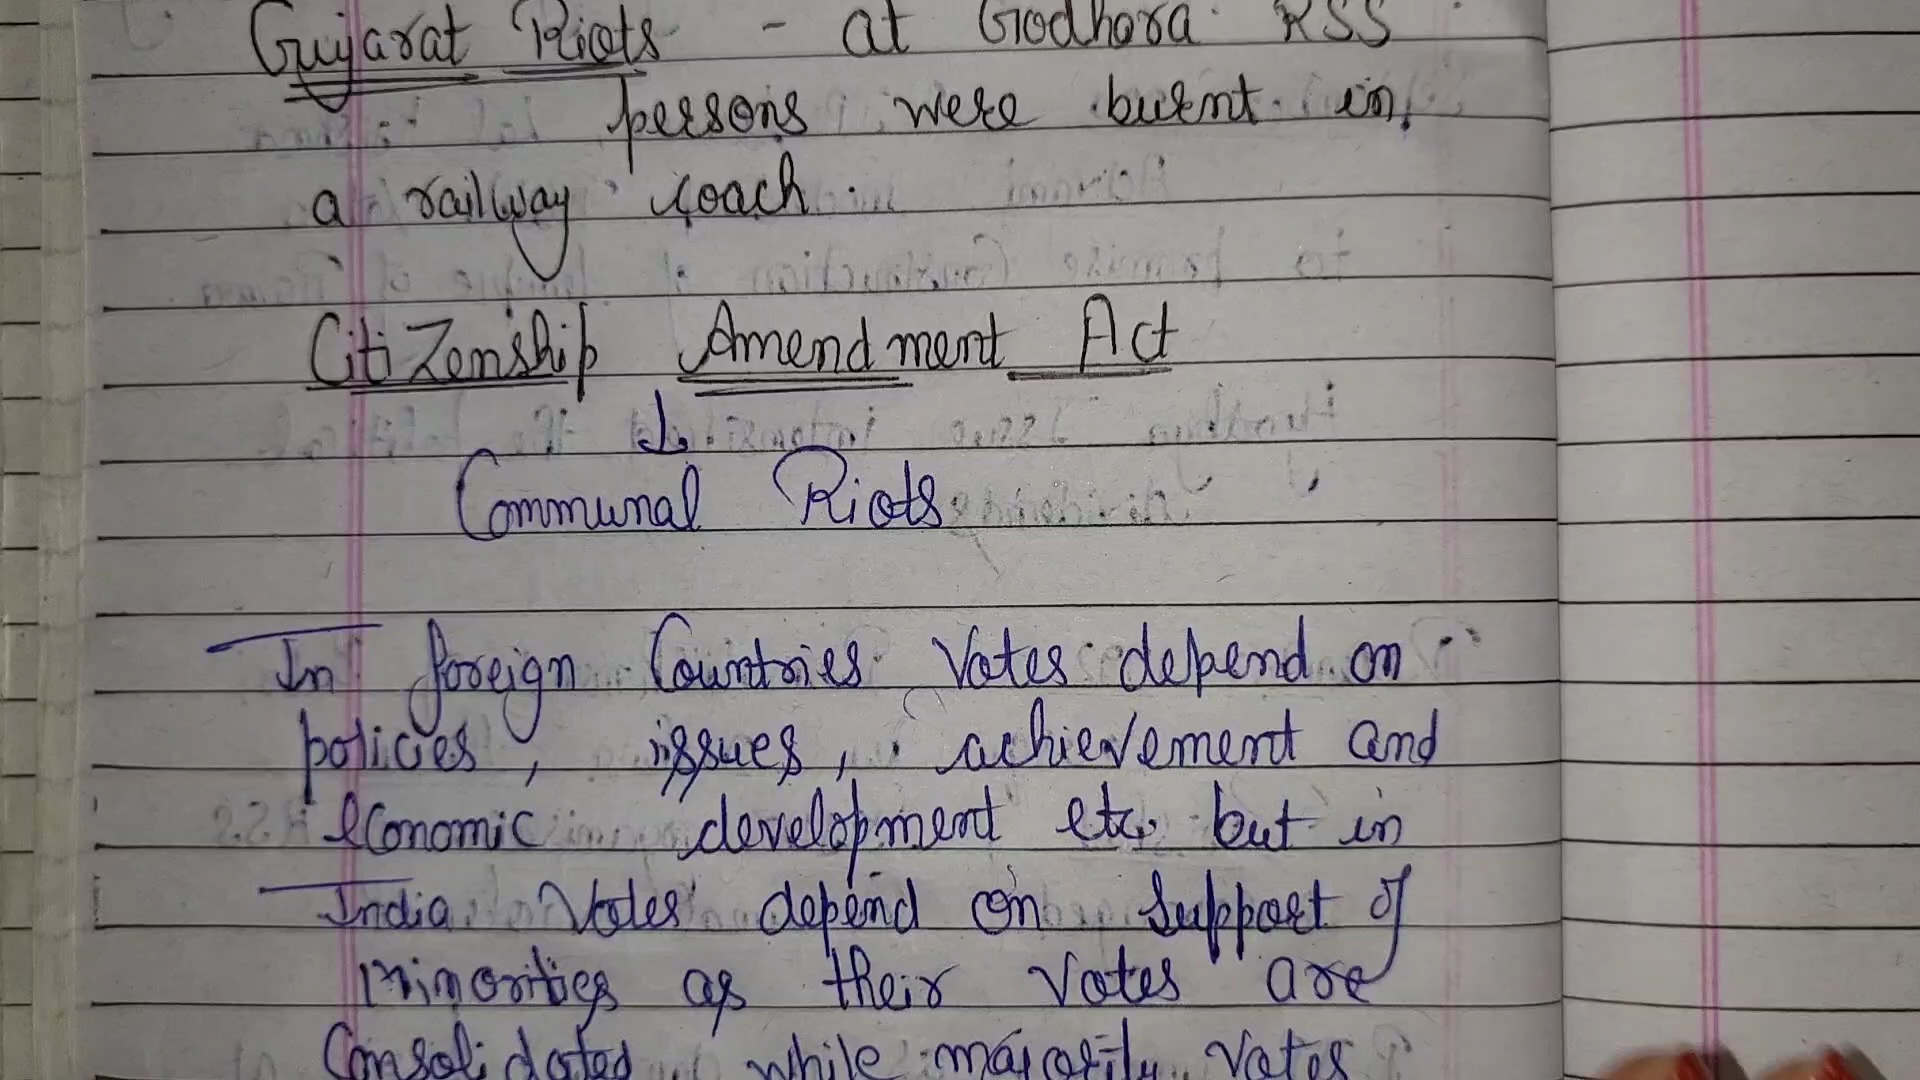 Gujarat Riots - at Godhara RSS
persons were burnt in
a railway coach.
Citizenship Amendment Act
↓
Communal Riots
In foreign Countries Votes depend on
policies, issues, achievement and
economic development etc. but in
India Votes depend on Support of
minorities as their Votes are
Consolidated while majority Votes